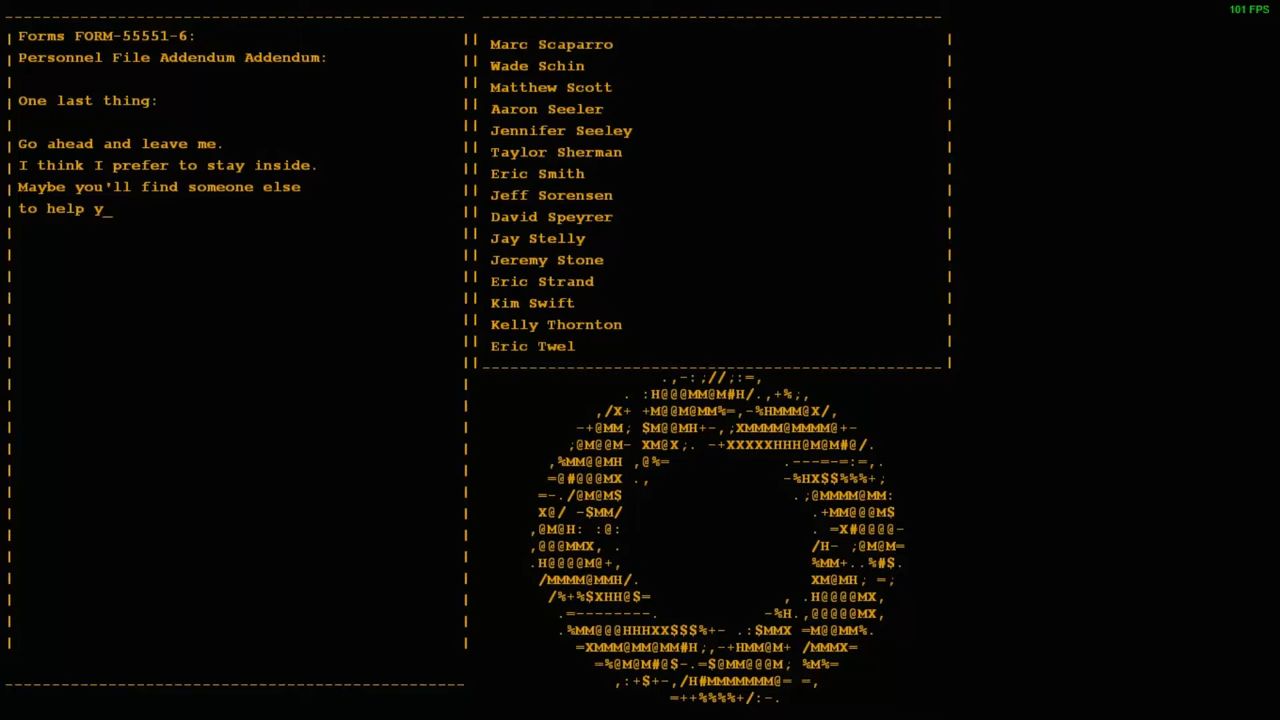 101 FPS
Forms FORM-55551-6:
Personnel File Addendum Addendum:
One last thing:
Go ahead and leave me.
I think I prefer to stay inside.
Maybe you'll find someone else
to help y_
Marc Scaparro
Wade Schin
Matthew Scott
Aaron Seeler
Jennifer Seeley
Taylor Sherman
Eric Smith
Jeff Sorensen
David Speyrer
Jay Stelly
Jeremy Stone
Eric Strand
Kim Swift
Kelly Thornton
Eric Twel